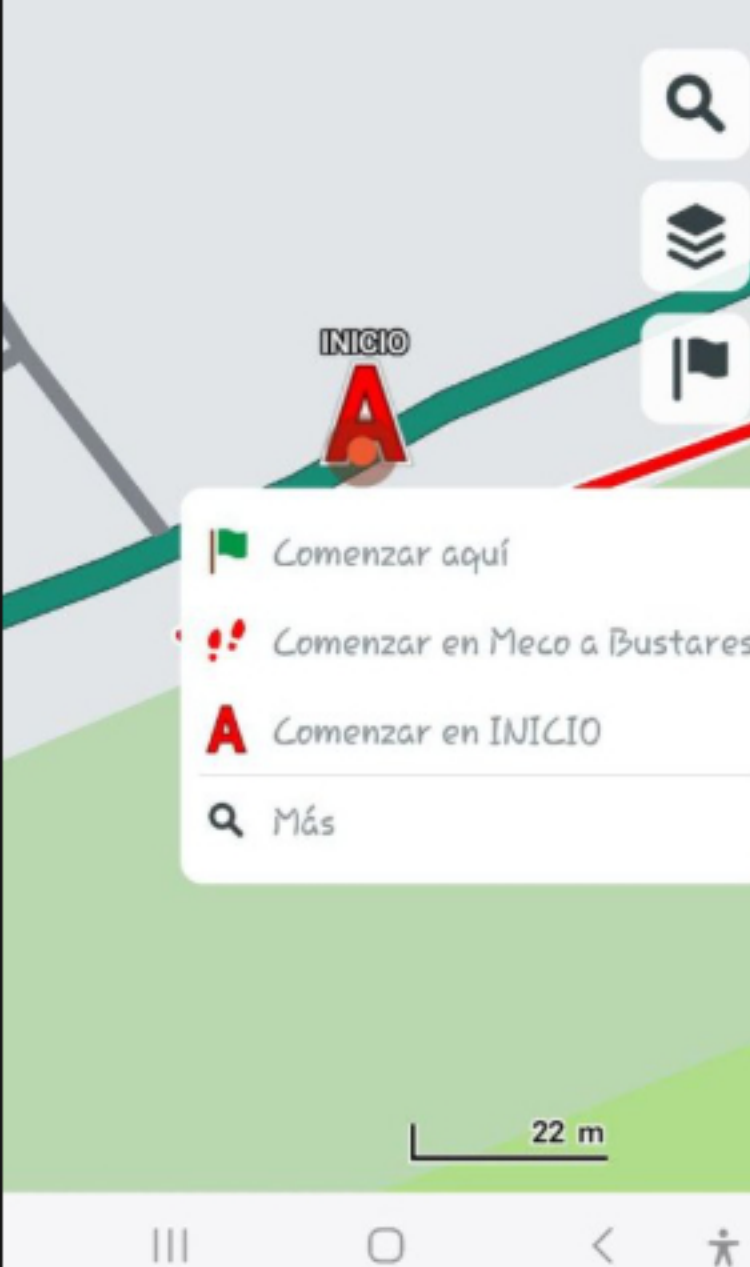 INICIO
A
Comenzar aquí
Comenzar en Meco a Bustares
A Comenzar en INICIO
Más
22 m